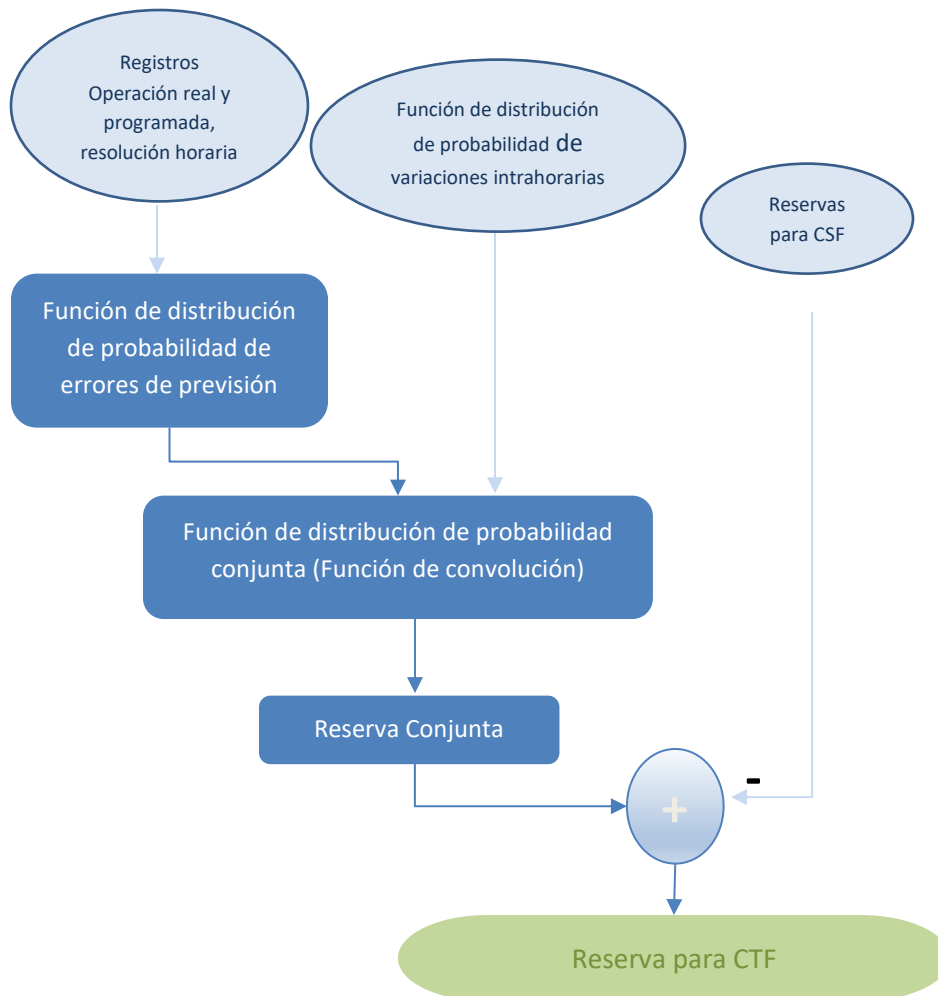 Registros
Operación real y
programada,
resolución horaria
Función de distribución
de probabilidad de
variaciones intrahorarias
Reservas
para CSF
Función de distribución
de probabilidad de
errores de previsión
Función de distribución de probabilidad
conjunta (Función de convolución)
Reserva Conjunta
-
+
Reserva para CTF